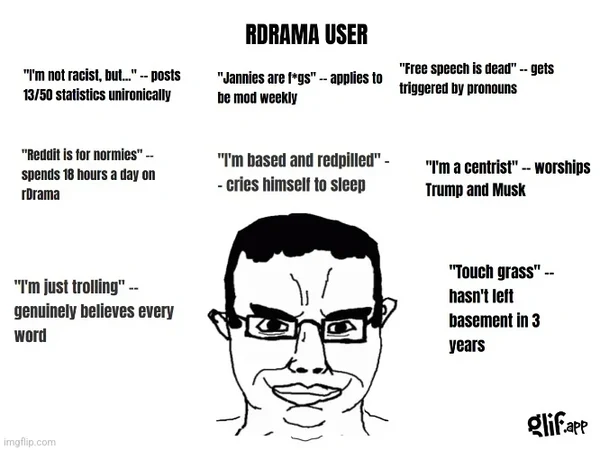 RDRAMA USER
"I'm not racist, but..." -- posts
13/50 statistics unironically
"Jannies are f*gs" -- applies to
be mod weekly
"Free speech is dead" -- gets
triggered by pronouns
"Reddit is for normies" --
spends 18 hours a day on
rDrama
"I'm based and redpilled" -
- cries himself to sleep
"I'm a centrist" -- worships
Trump and Musk
"I'm just trolling" --
genuinely believes every
word
"Touch grass" --
hasn't left
basement in 3
years
glif.app
imgflip.com